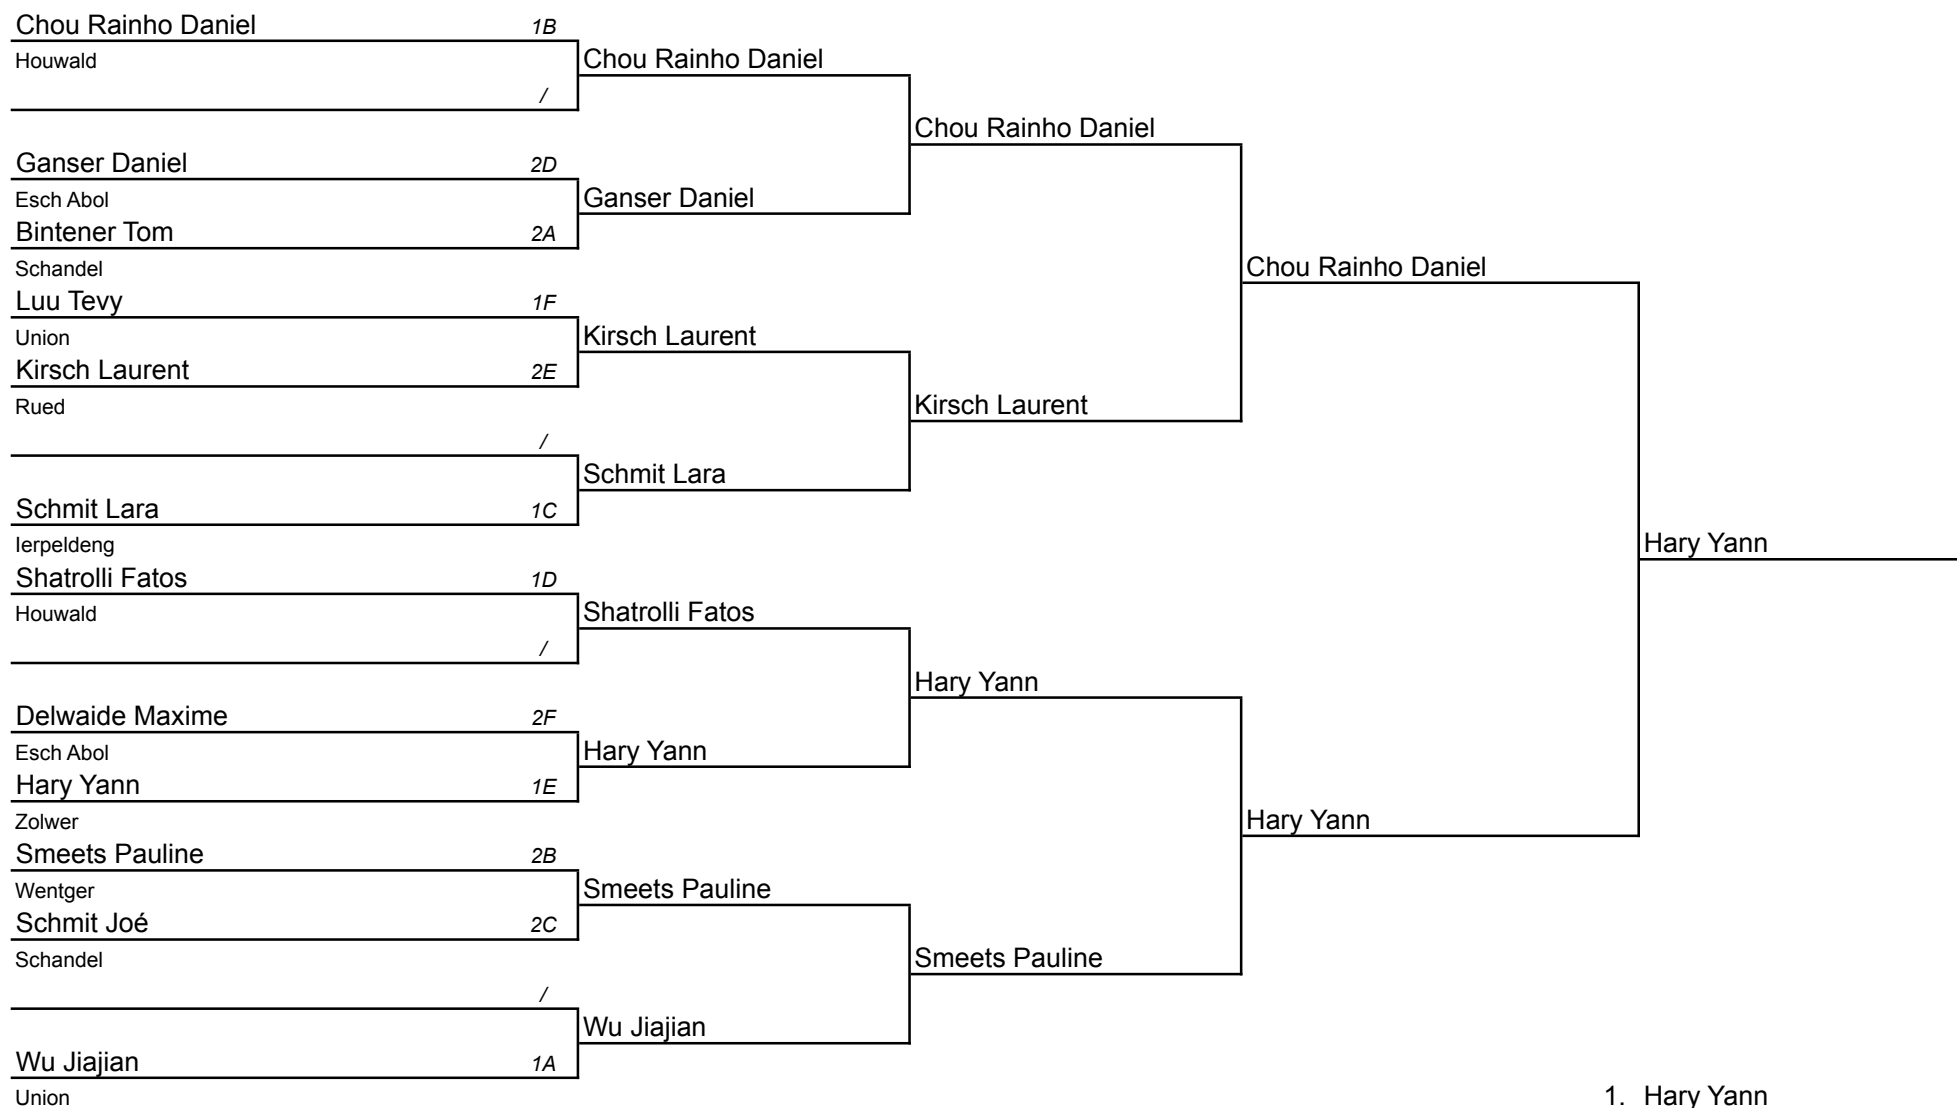 Chou Rainho Daniel 1B
Houwald
Chou Rainho Daniel
/
Chou Rainho Daniel
Ganser Daniel 2D
Esch Abol
Ganser Daniel
Bintener Tom 2A
Schandel
Chou Rainho Daniel
Luu Tevy 1F
Union
Kirsch Laurent
Kirsch Laurent 2E
Rued
Kirsch Laurent
/
Schmit Lara
Schmit Lara 1C
Ierpeldeng
Hary Yann
Shatrolli Fatos 1D
Houwald
Shatrolli Fatos
/
Hary Yann
Delwaide Maxime 2F
Esch Abol
Hary Yann
Hary Yann 1E
Zolwer
Hary Yann
Smeets Pauline 2B
Wentger
Smeets Pauline
Schmit Joé 2C
Schandel
Smeets Pauline
/
Wu Jiajian
Wu Jiajian 1A
Union
1. Hary Yann